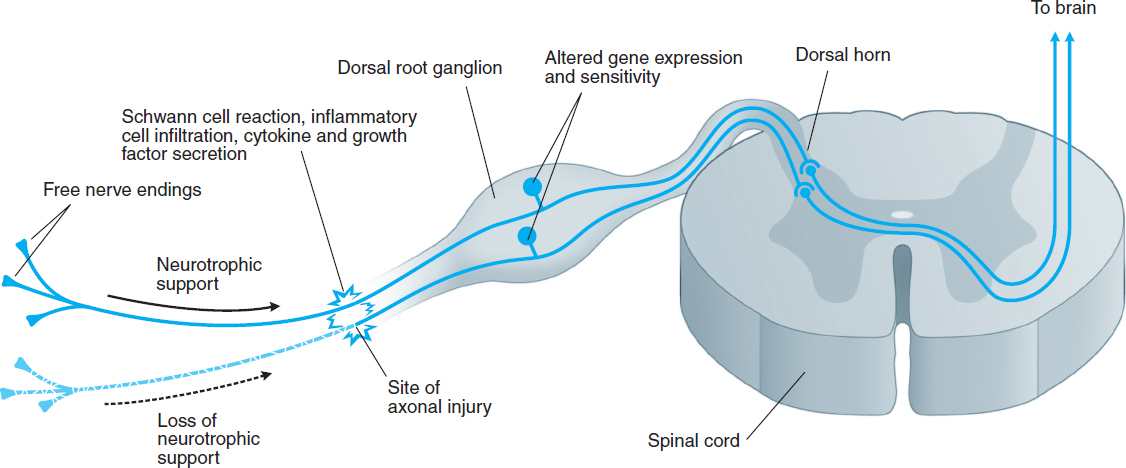 To brain
Altered gene expression
and sensitivity
Dorsal horn
Dorsal root ganglion
Schwann cell reaction, inflammatory
cell infiltration, cytokine and growth
factor secretion
Free nerve endings
Neurotrophic
support
Site of
axonal injury
Loss of
neurotrophic
support
Spinal cord